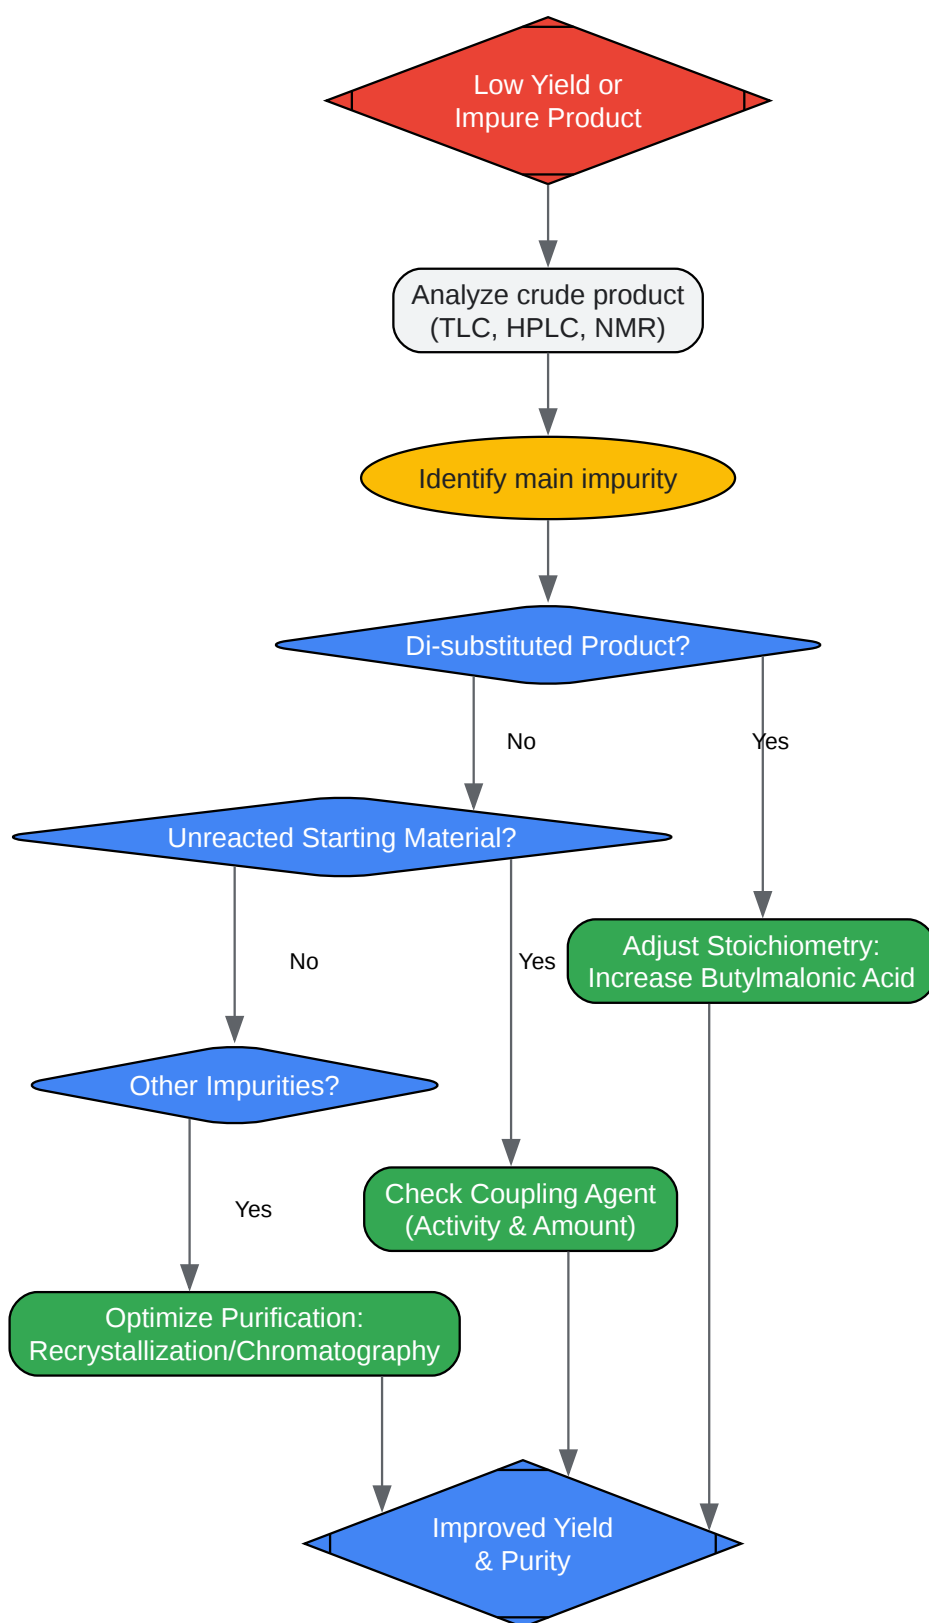 Low Yield or
Impure Product
Analyze crude product
(TLC, HPLC, NMR)
Identify main impurity
Di-substituted Product?
No
Yes
Unreacted Starting Material?
Adjust Stoichiometry:
Increase Butylmalonic Acid
No
Yes
Other Impurities?
Check Coupling Agent
(Activity & Amount)
Yes
Optimize Purification:
Recrystallization/Chromatography
Improved Yield
& Purity